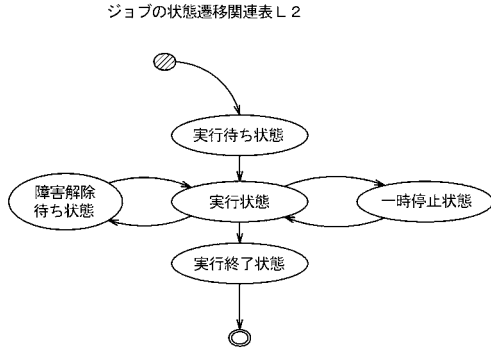 ジョブの状態遷移関連表Ｌ２
実行待ち状態
障害解除
待ち状態
実行状態
一時停止状態
実行終了状態